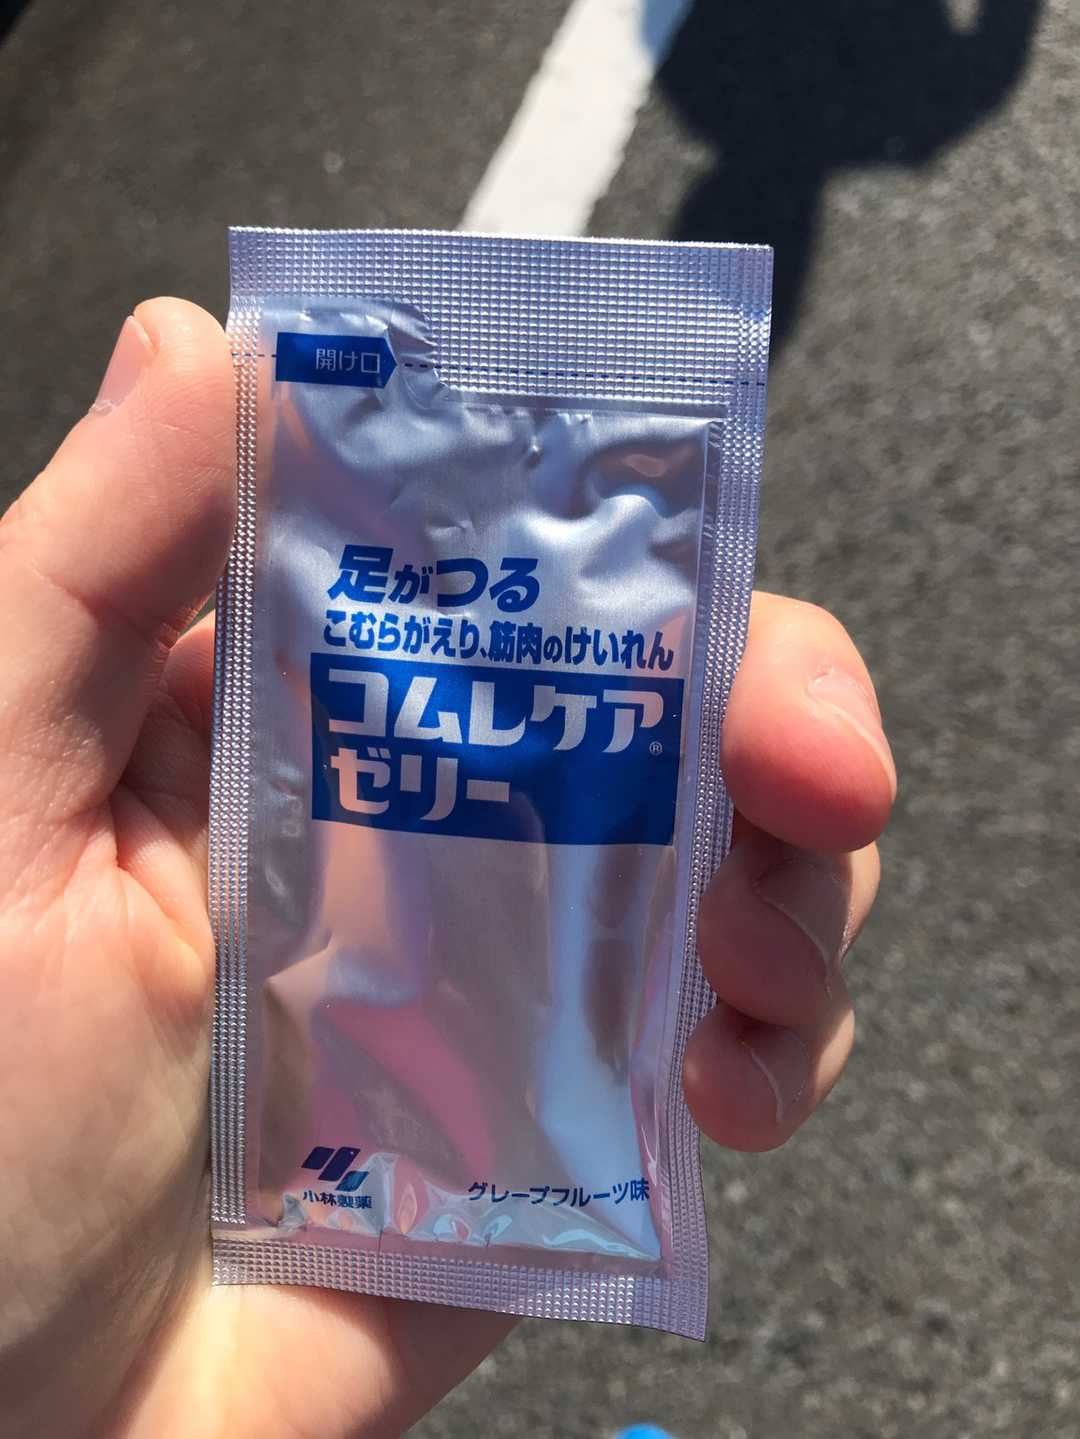 開け口
足がつる
こむらがえり、筋肉のけいれん
コムレケア®
ゼリー
小林製薬
グレープフルーツ味